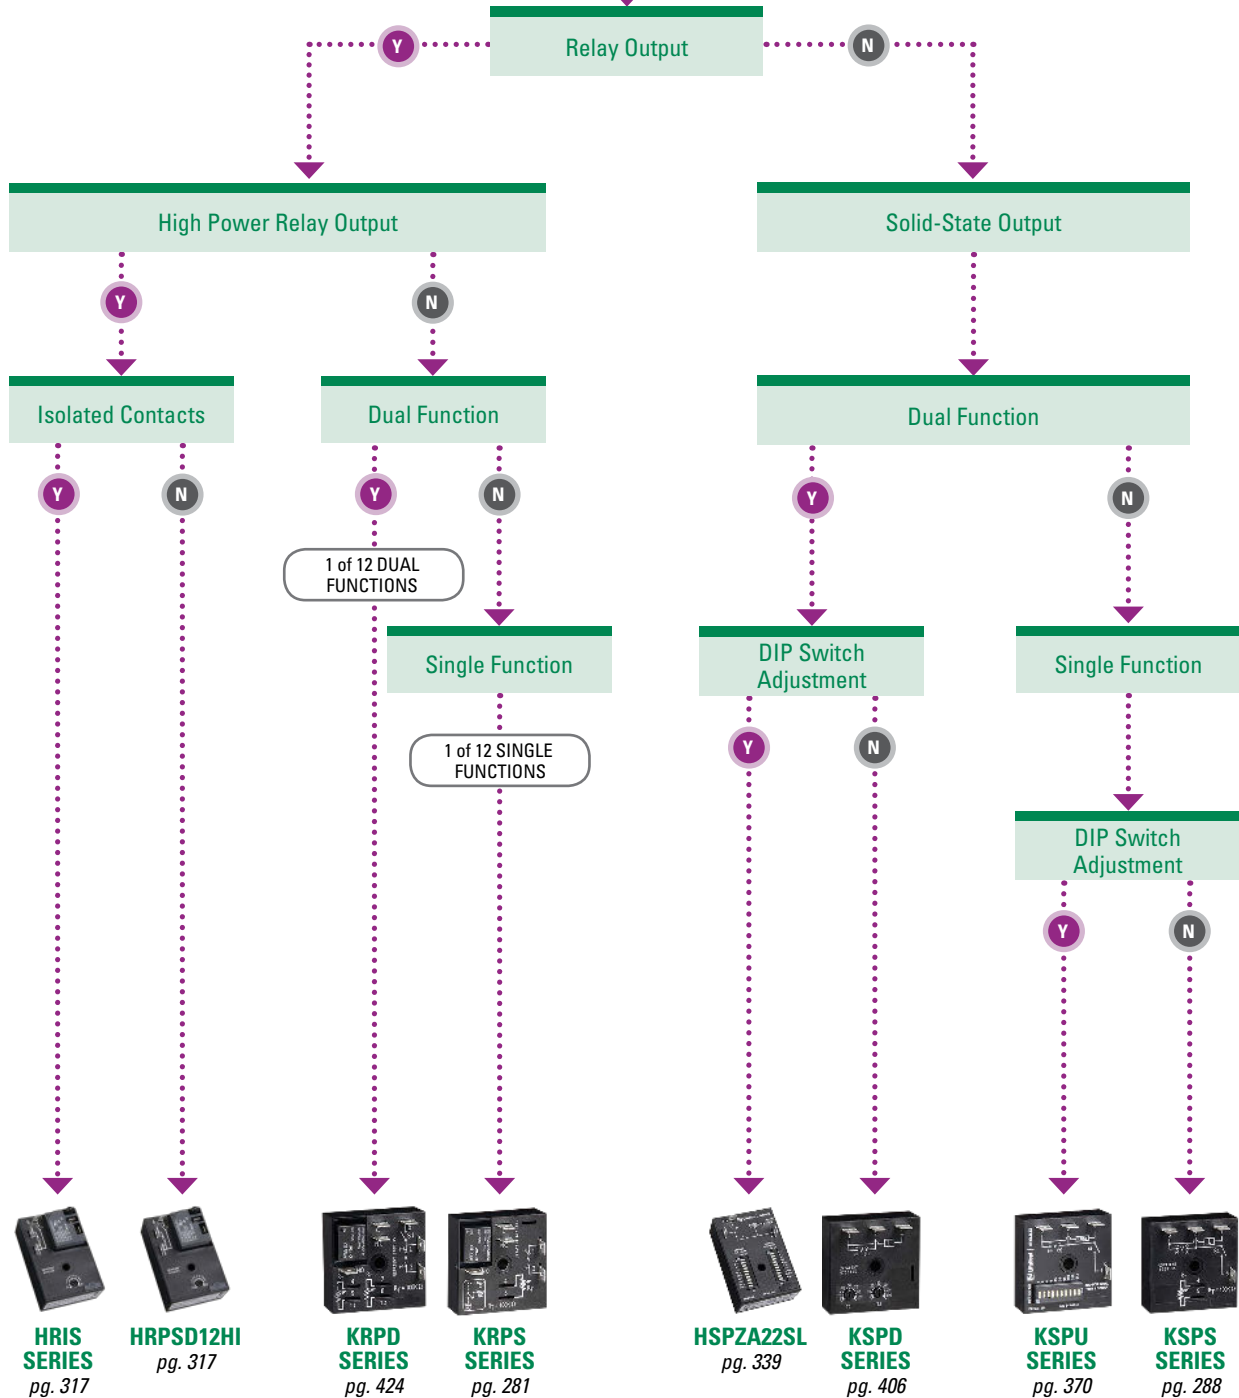 Relay Output
Y
N
High Power Relay Output
Solid-State Output
Y
N
Isolated Contacts
Dual Function
Dual Function
Y
N
Y
N
Y
N
1 of 12 DUAL
FUNCTIONS
Single Function
DIP Switch
Adjustment
Single Function
1 of 12 SINGLE
FUNCTIONS
Y
N
DIP Switch
Adjustment
Y
N
HRIS
SERIES
pg. 317
HRPSD12HI
pg. 317
KRPD
SERIES
pg. 424
KRPS
SERIES
pg. 281
HSPZA22SL
pg. 339
KSPD
SERIES
pg. 406
KSPU
SERIES
pg. 370
KSPS
SERIES
pg. 288